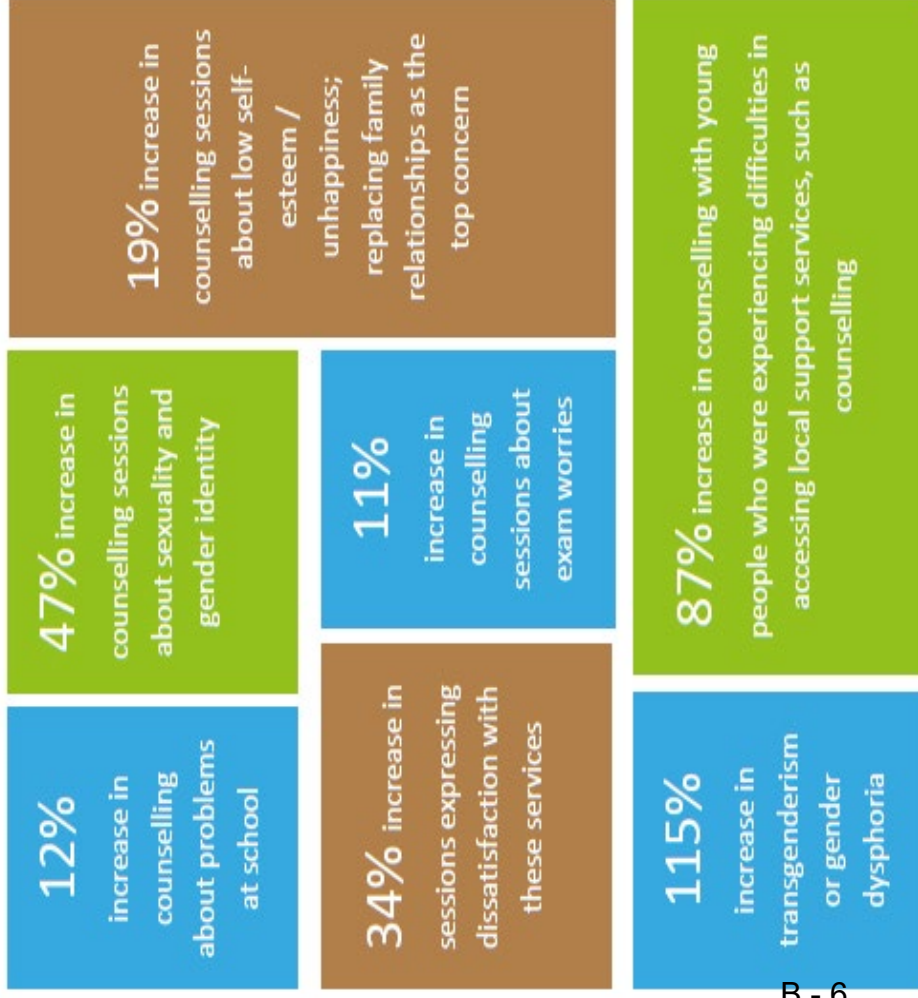 12%
increase in
counselling
about problems
at school
47% increase in
counselling sessions
about sexuality and
gender identity
19% increase in
counselling sessions
about low self-
esteem /
unhappiness;
replacing family
relationships as the
top concern
34% increase in
sessions expressing
dissatisfaction with
these services
11%
increase in
counselling
sessions about
exam worries
115%
increase in
transgenderism
or gender
dysphoria
87% increase in counselling with young
people who were experiencing difficulties in
accessing local support services, such as
counselling
B - 6